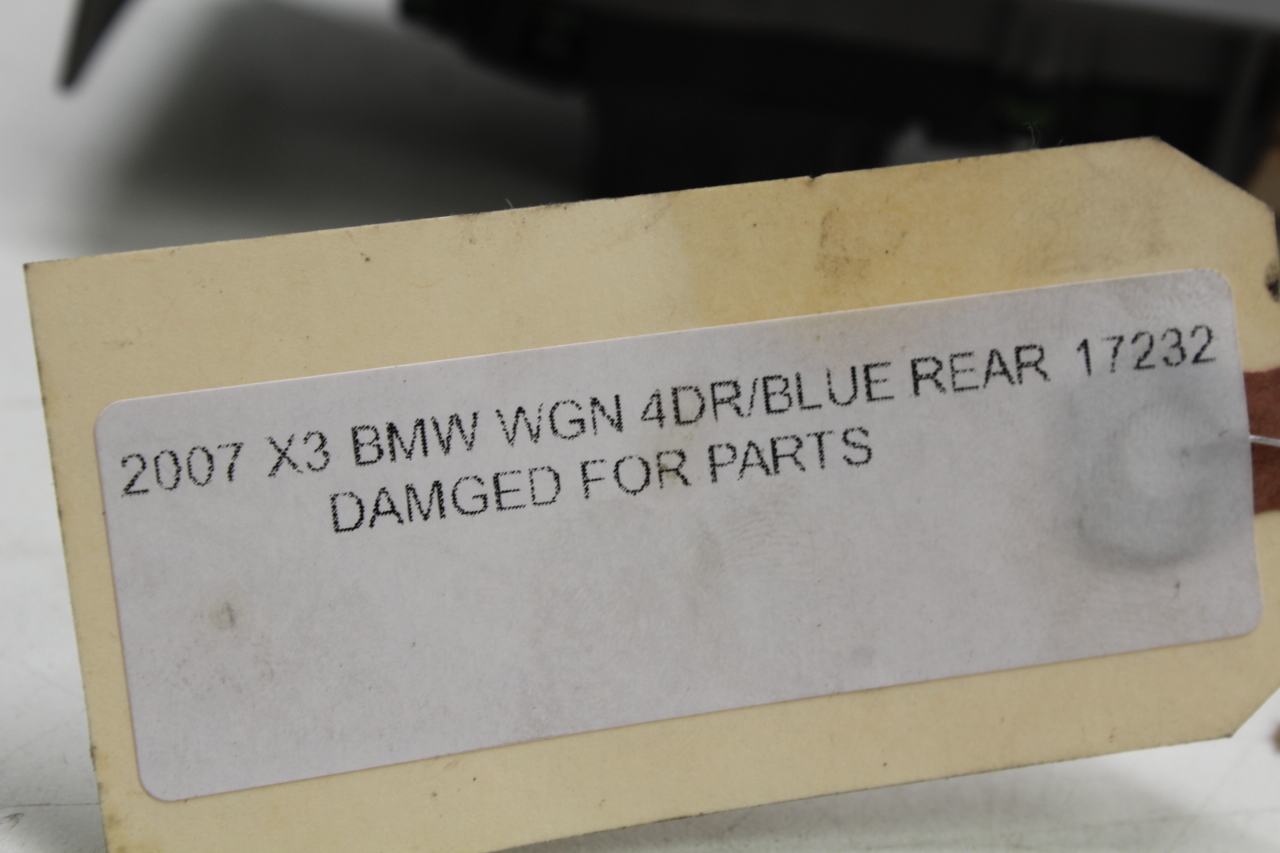 2007 X3 BMW WGN 4DR/BLUE REAR 17232
DAMGED FOR PARTS